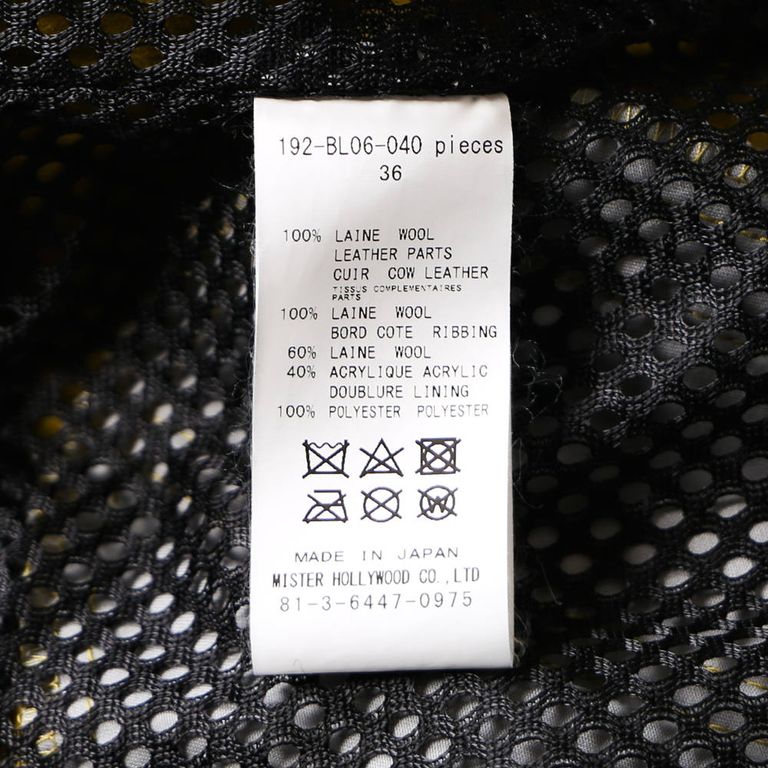 192-BL06-040 pieces
36
100% LAINE WOOL
LEATHER PARTS
CUIR COW LEATHER
TISSUS COMPLEMENTAIRES
PARTS
100% LAINE WOOL
BORD COTE RIBBING
60% LAINE WOOL
40% ACRYLIQUE ACRYLIC
DOUBLURE LINING
100% POLYESTER POLYESTER
W
MADE IN JAPAN
MISTER HOLLYWOOD CO.,LTD
81-3-6447-0975